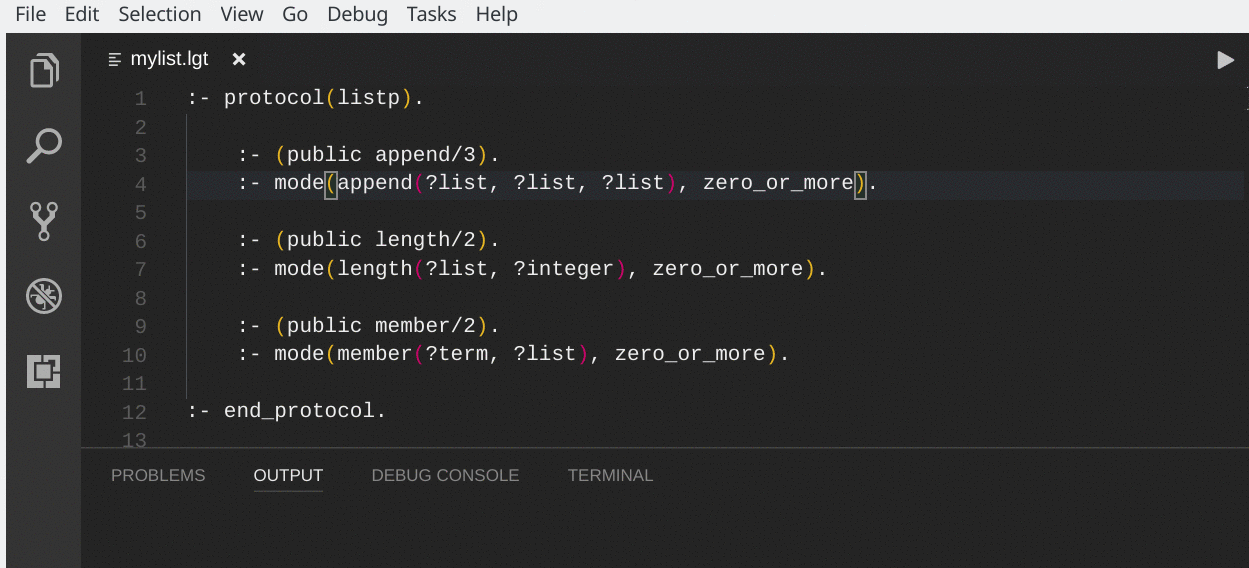 File Edit Selection View Go Debug Tasks Help
mylist.lgt
1 :- protocol(listp).
2
3 :- (public append/3).
4 :- mode(append(?list, ?list, ?list), zero_or_more).
5
6 :- (public length/2).
7 :- mode(length(?list, ?integer), zero_or_more).
8
9 :- (public member/2).
10 :- mode(member(?term, ?list), zero_or_more).
11
12 :- end_protocol.
13
PROBLEMS OUTPUT DEBUG CONSOLE TERMINAL